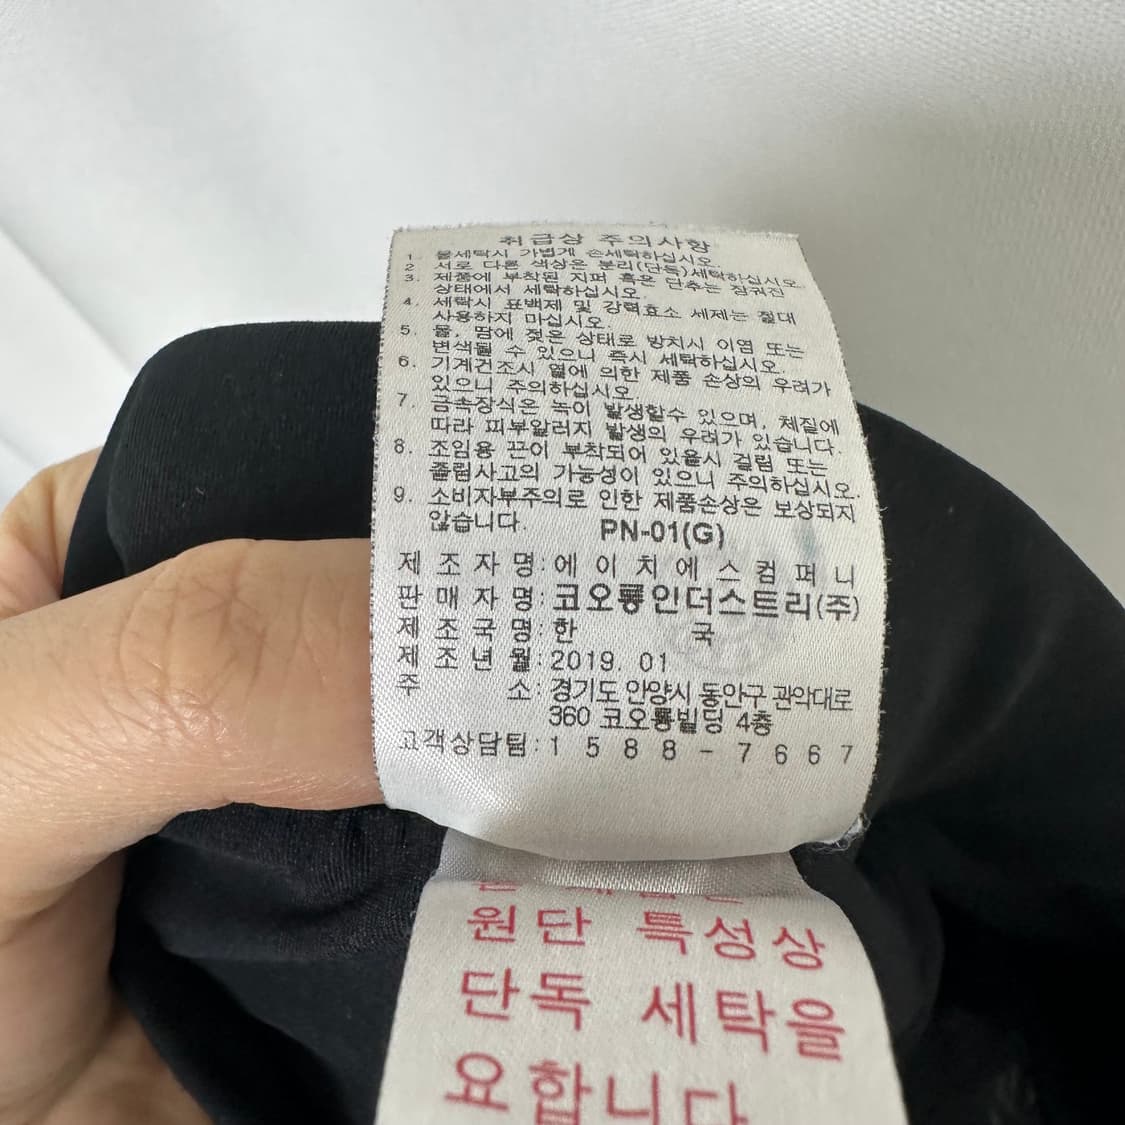 취급상 주의사항
1. 물세탁시 가볍게 손세탁하십시오.
2. 서로 다른 색상은 분리(단독)세탁하십시오.
3. 제품에 부착된 지퍼 혹은 단추는 잠궈진
상태에서 세탁하십시오.
4. 세탁시 표백제 및 강력효소 세제는 절대
사용하지 마십시오.
5. 물, 땀에 젖은 상태로 방치시 이염 또는
변색될 수 있으니 즉시 세탁하십시오.
6. 기계건조시 열에 의한 제품 손상의 우려가
있으니 주의하십시오.
7. 금속장식은 녹이 발생할수 있으며, 체질에
따라 피부알러지 발생의 우려가 있습니다.
8. 조임용 끈이 부착되어 있을시 걸림 또는
졸림사고의 가능성이 있으니 주의하십시오.
9. 소비자부주의로 인한 제품손상은 보상되지
않습니다. PN-01(G)
제조자명: 에이치에스컴퍼니
판매자명: 코오롱인더스트리(주)
제조국명: 한국
제조년월: 2019. 01
주소: 경기도 안양시 동안구 관악대로
360 코오롱빌딩 4층
고객상담팀: 1588-7667
원단 특성상
단독 세탁을
요합니다